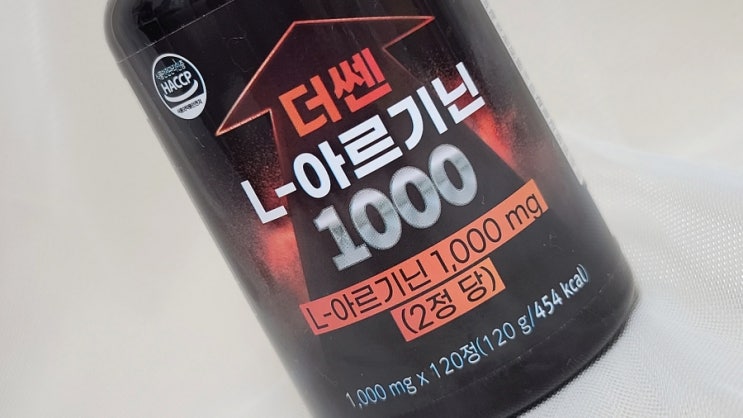 HACCP
더쎈
L-아르기닌
1000
L-아르기닌 1,000 mg
(2정 당)
1,000 mg x 120정(120 g/454 kcal)